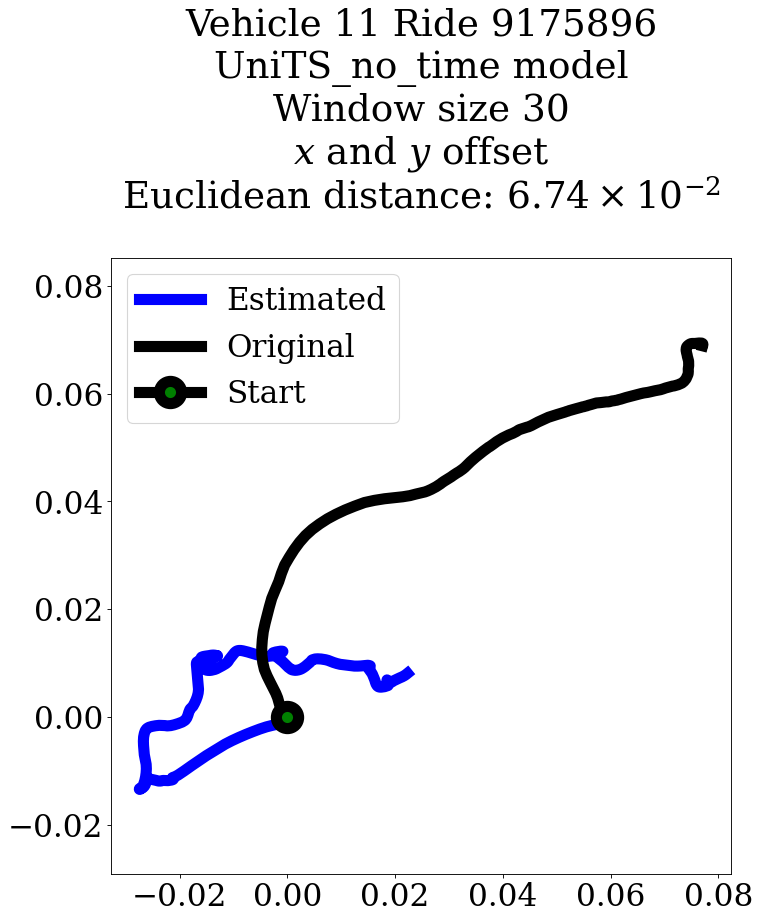 Vehicle 11 Ride 9175896
UniTS_no_time model
Window size 30
x and y offset
Euclidean distance: 6.74 × 10⁻²
Estimated
Original
Start
0.08
0.06
0.04
0.02
0.00
−0.02
−0.02 0.00 0.02 0.04 0.06 0.08